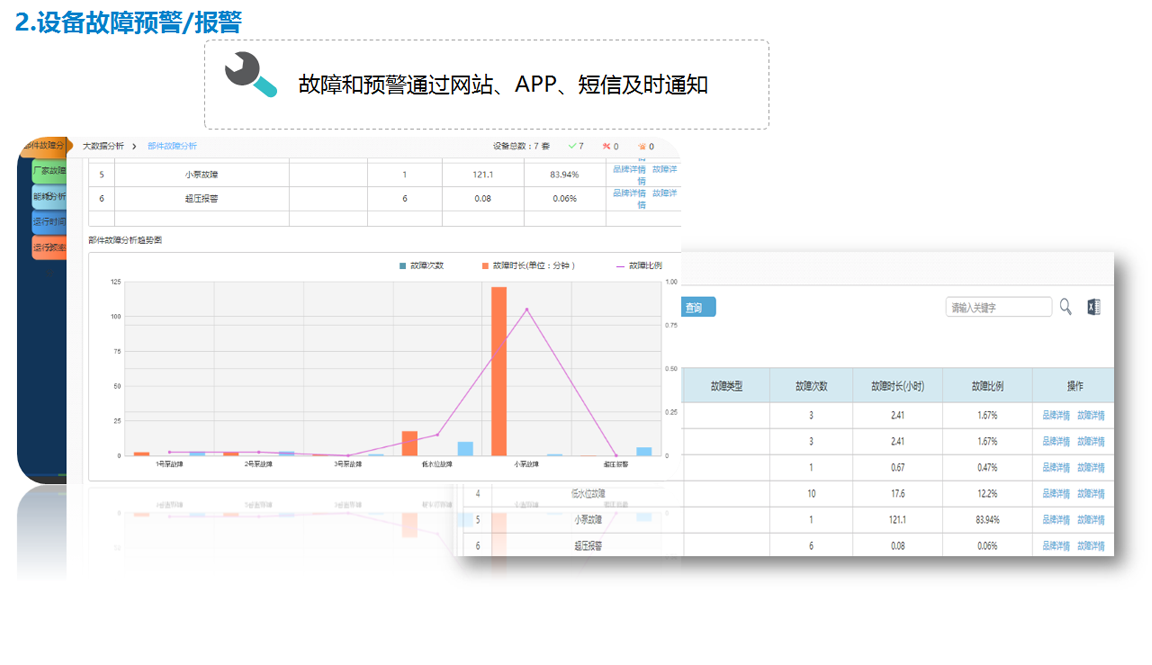 2.设备故障预警/报警
故障和预警通过网站、APP、短信及时通知
部件故障分
厂家故障
能耗分析
运行时间
运行频率
大数据分析 > 部件故障分析
设备总数：7 套 7 0 0
5 小泵故障 1 121.1 83.94% 品牌详情 故障详情
6 超压报警 6 0.08 0.06% 品牌详情 故障详情
部件故障分析趋势图
故障次数 故障时长(单位：分钟) 故障比例
125 1.00
100
0.75
75
50 0.50
25 0.25
0 0
1号泵故障 2号泵故障 3号泵故障 低水位故障 小泵故障 超压报警
查询 请输入关键字
故障类型 故障次数 故障时长(小时) 故障比例 操作
3 2.41 1.67% 品牌详情 故障详情
3 2.41 1.67% 品牌详情 故障详情
1 0.67 0.47% 品牌详情 故障详情
4 低水位故障 10 17.6 12.2% 品牌详情 故障详情
5 小泵故障 1 121.1 83.94% 品牌详情 故障详情
6 超压报警 6 0.08 0.06% 品牌详情 故障详情